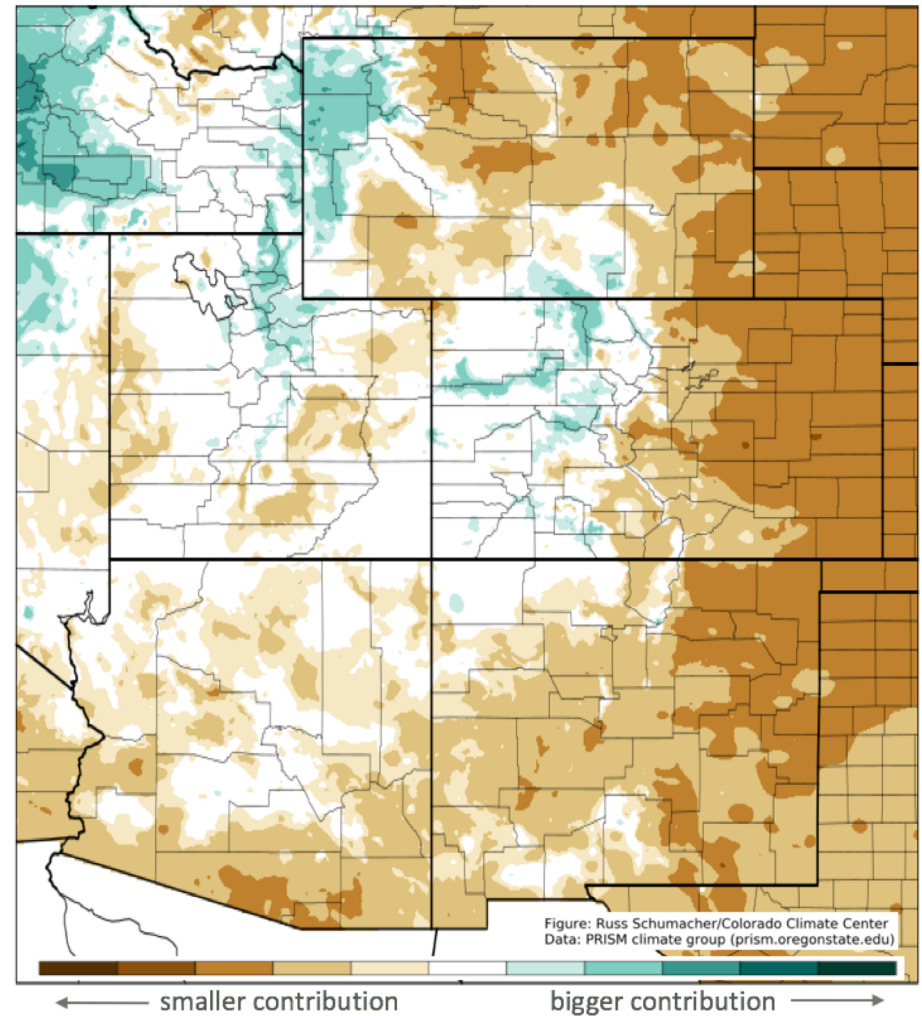 Figure: Russ Schumacher/Colorado Climate Center
Data: PRISM climate group (prism.oregonstate.edu)
smaller contribution
bigger contribution